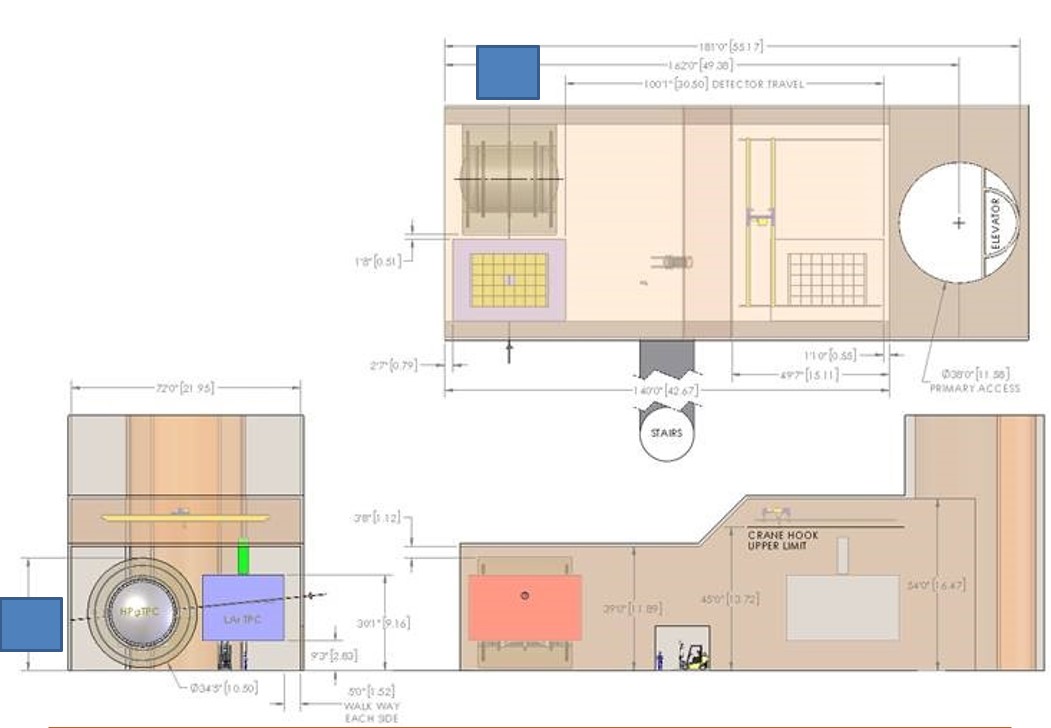 181'0" [55.17]
162'0" [49.38]
100'1" [30.50] DETECTOR TRAVEL
ELEVATOR
1'8" [0.51]
2'7" [0.79]
1'10" [0.55]
49'7" [15.11]
140'0" [42.67]
Ø38'0" [11.58]
PRIMARY ACCESS
STAIRS
72'0" [21.95]
3'8" [1.12]
CRANE HOOK
UPPER LIMIT
HPgTPC
LAr TPC
39'0" [11.89]
45'0" [13.72]
54'0" [16.47]
30'1" [9.16]
9'3" [2.83]
Ø34'5" [10.50]
5'0" [1.52]
WALK WAY
EACH SIDE